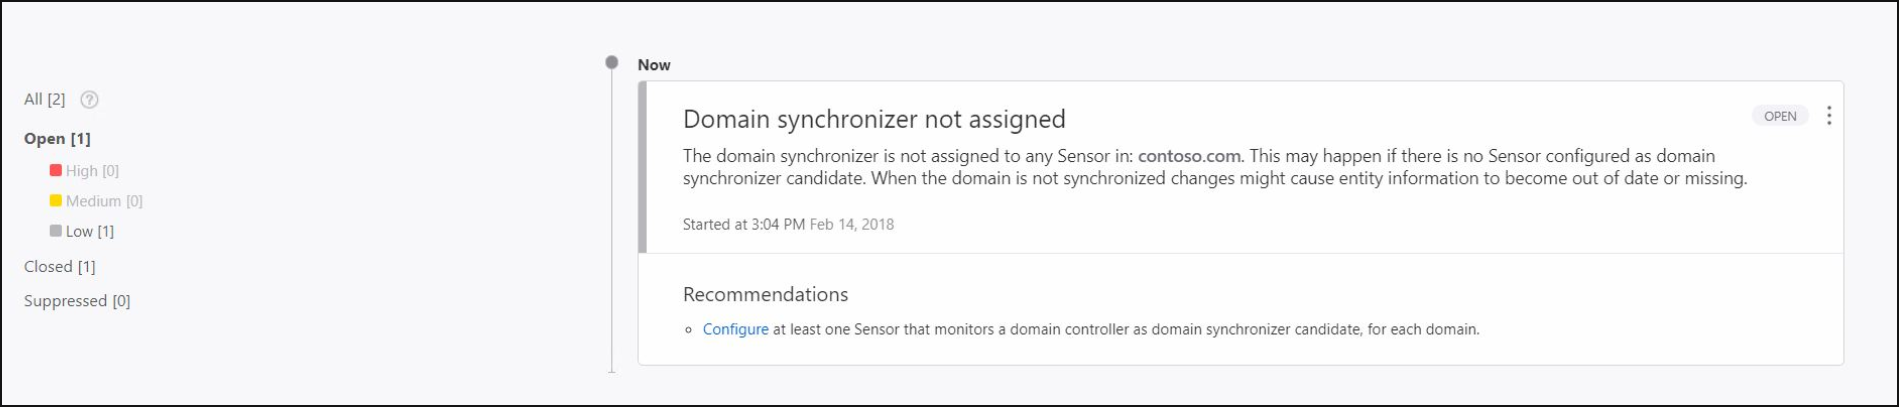 All [2] ?
Open [1]
High [0]
Medium [0]
Low [1]
Closed [1]
Suppressed [0]
Now
Domain synchronizer not assigned
OPEN
The domain synchronizer is not assigned to any Sensor in: contoso.com. This may happen if there is no Sensor configured as domain
synchronizer candidate. When the domain is not synchronized changes might cause entity information to become out of date or missing.
Started at 3:04 PM Feb 14, 2018
Recommendations
Configure at least one Sensor that monitors a domain controller as domain synchronizer candidate, for each domain.